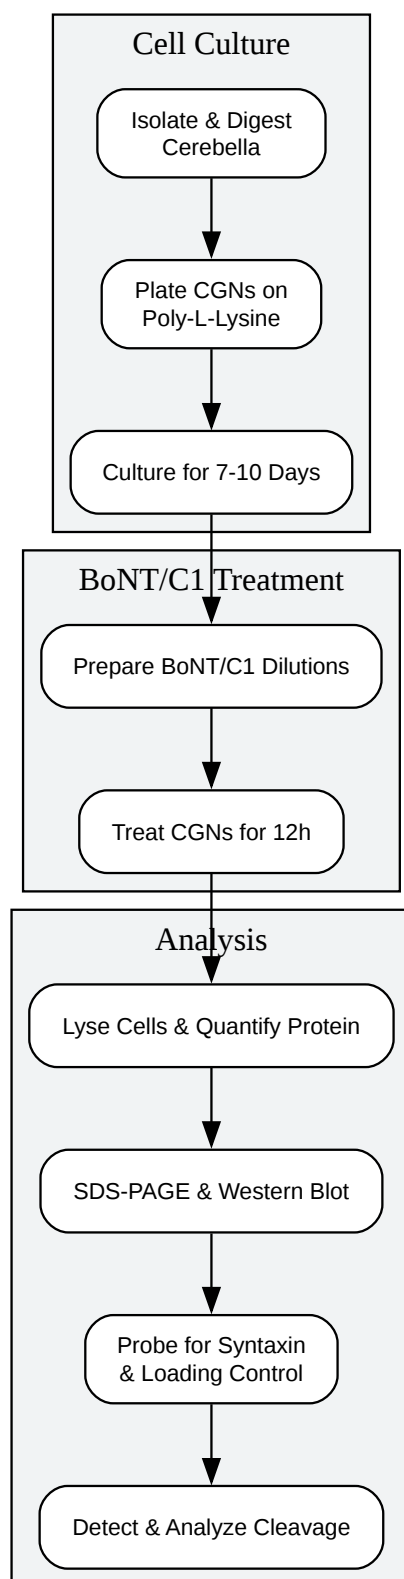 Cell Culture
Isolate & Digest
Cerebella
Plate CGNs on
Poly-L-Lysine
Culture for 7-10 Days
BoNT/C1 Treatment
Prepare BoNT/C1 Dilutions
Treat CGNs for 12h
Analysis
Lyse Cells & Quantify Protein
SDS-PAGE & Western Blot
Probe for Syntaxin
& Loading Control
Detect & Analyze Cleavage